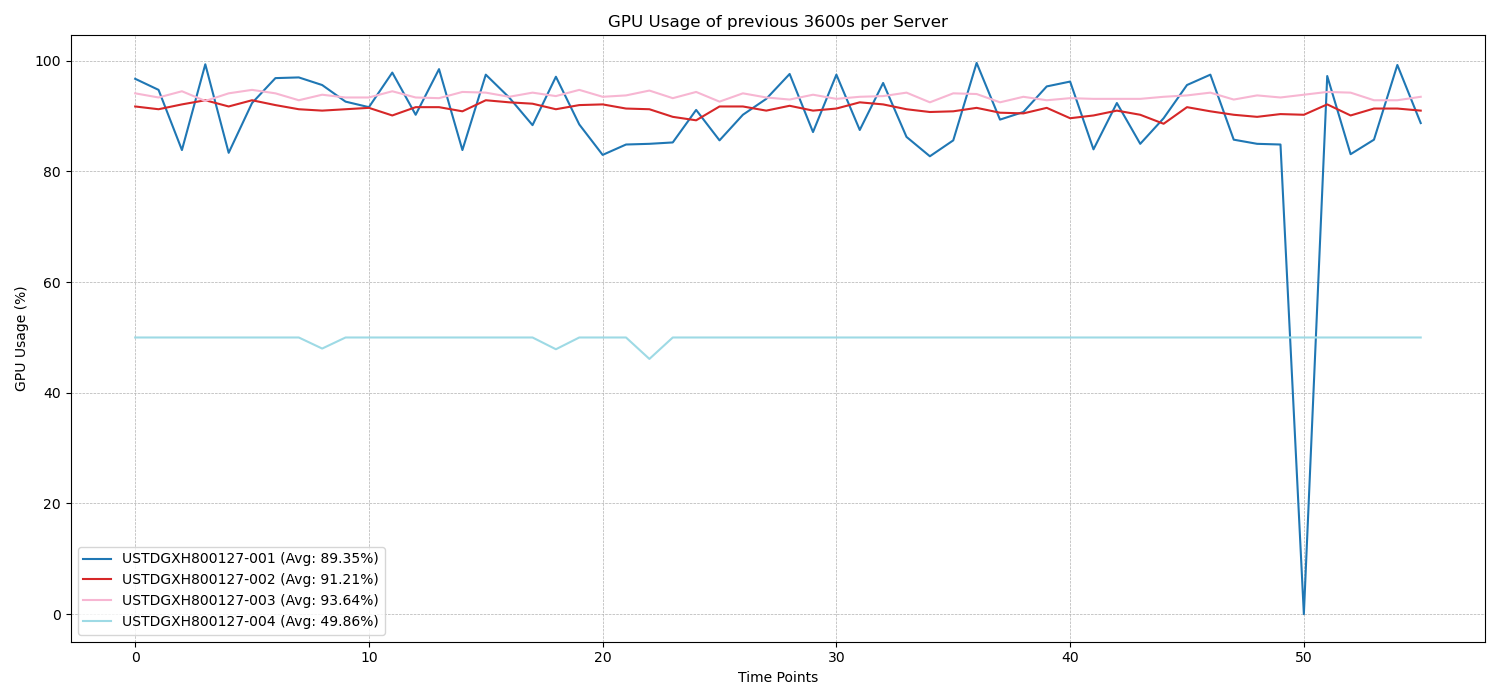 GPU Usage of previous 3600s per Server
GPU Usage (%)
100
80
60
40
20
0
USTDGXH800127-001 (Avg: 89.35%)
USTDGXH800127-002 (Avg: 91.21%)
USTDGXH800127-003 (Avg: 93.64%)
USTDGXH800127-004 (Avg: 49.86%)
0 10 20 30 40 50
Time Points